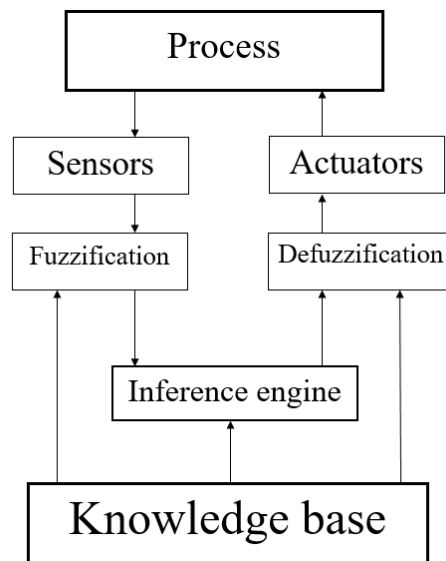 Process
Sensors
Actuators
Fuzzification
Defuzzification
Inference engine
Knowledge base